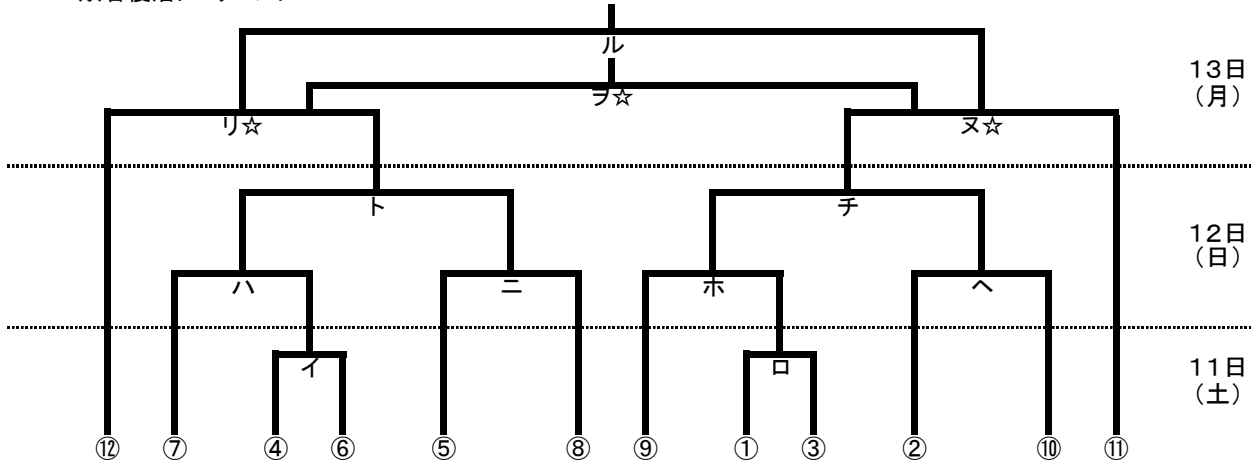 ル
13日
(月)
ヲ☆
リ☆
ヌ☆
ト
チ
12日
(日)
ハ
ニ
ホ
ヘ
11日
(土)
イ
ロ
⑫ ⑦ ④ ⑥ ⑤ ⑧ ⑨ ① ③ ② ⑩ ⑪